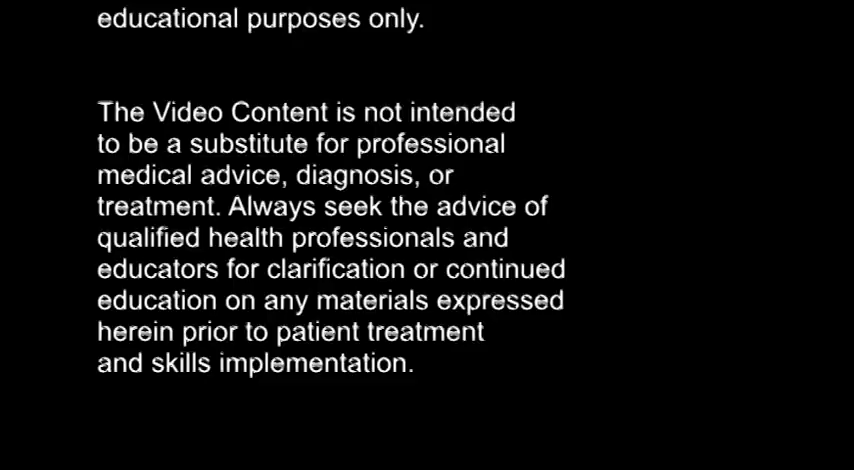 educational purposes only.
The Video Content is not intended
to be a substitute for professional
medical advice, diagnosis, or
treatment. Always seek the advice of
qualified health professionals and
educators for clarification or continued
education on any materials expressed
herein prior to patient treatment
and skills implementation.